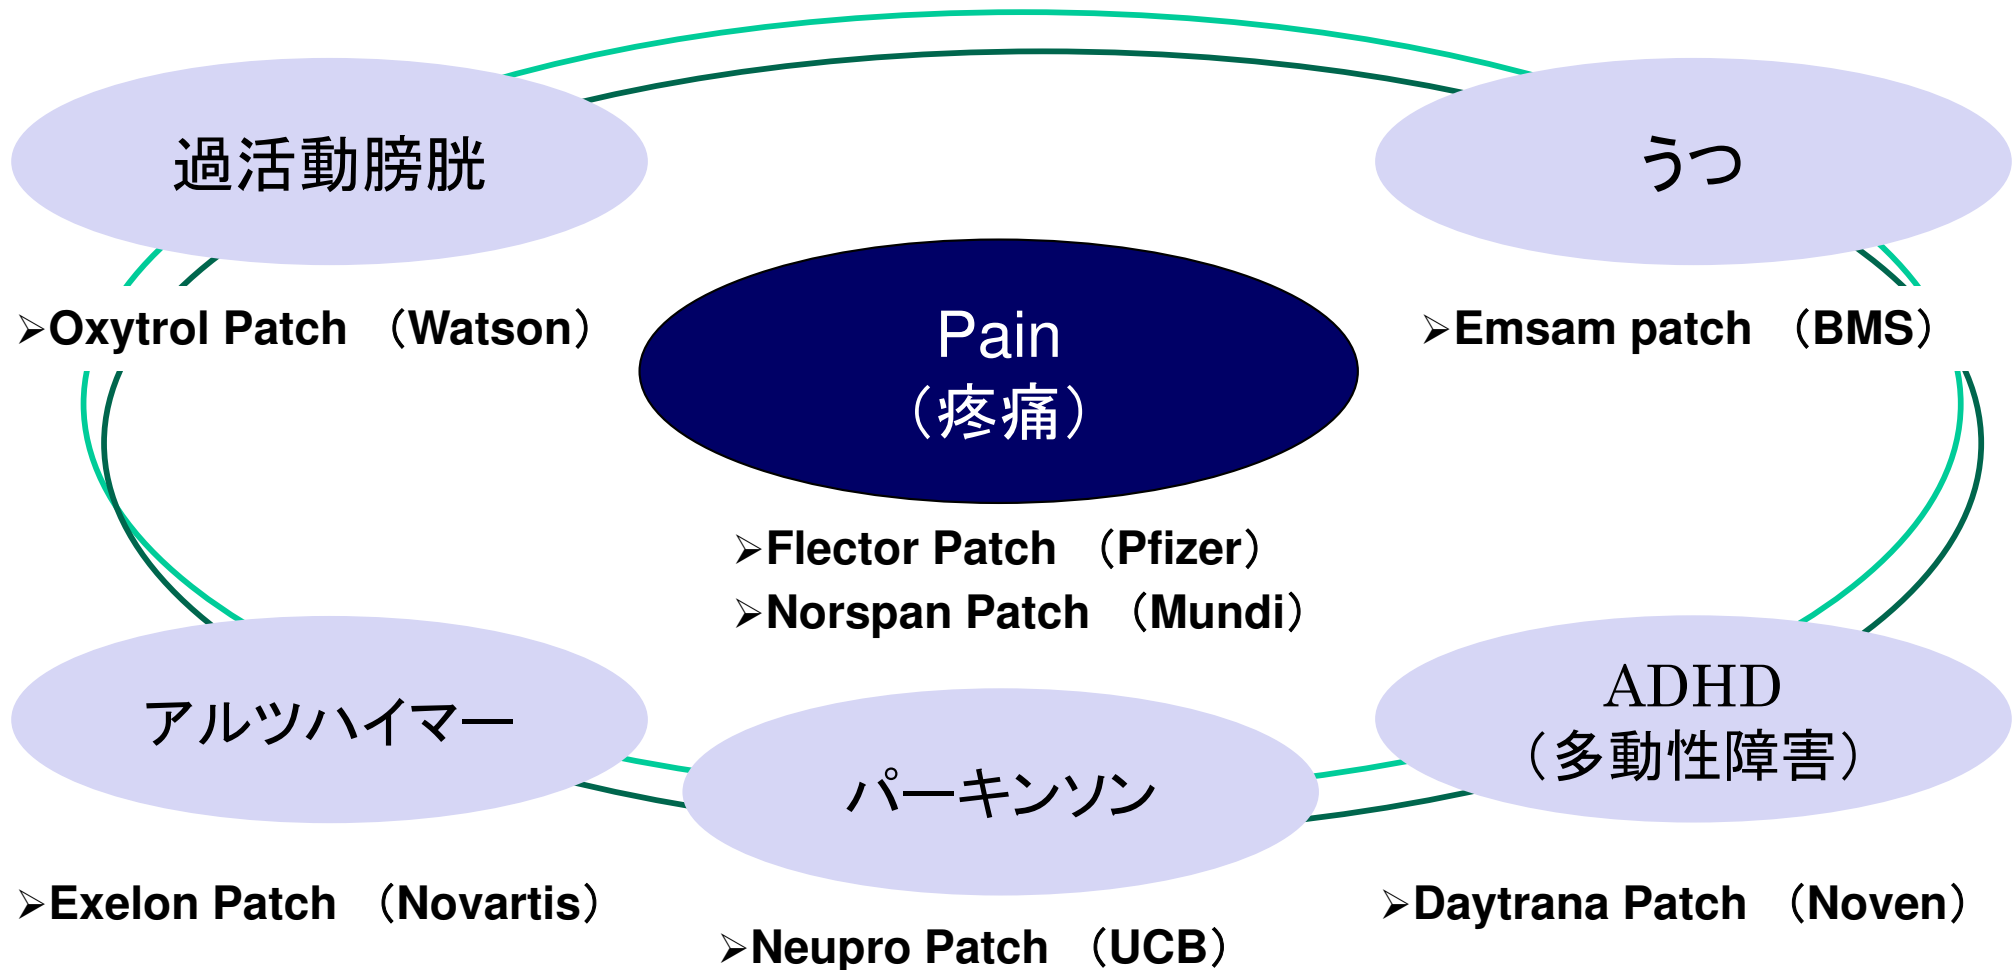 過活動膀胱
うつ
➢Oxytrol Patch （Watson）
Pain
（疼痛）
➢Emsam patch （BMS）
➢Flector Patch （Pfizer）
➢Norspan Patch （Mundi）
アルツハイマー
パーキンソン
ADHD
（多動性障害）
➢Exelon Patch （Novartis）
➢Neupro Patch （UCB）
➢Daytrana Patch （Noven）